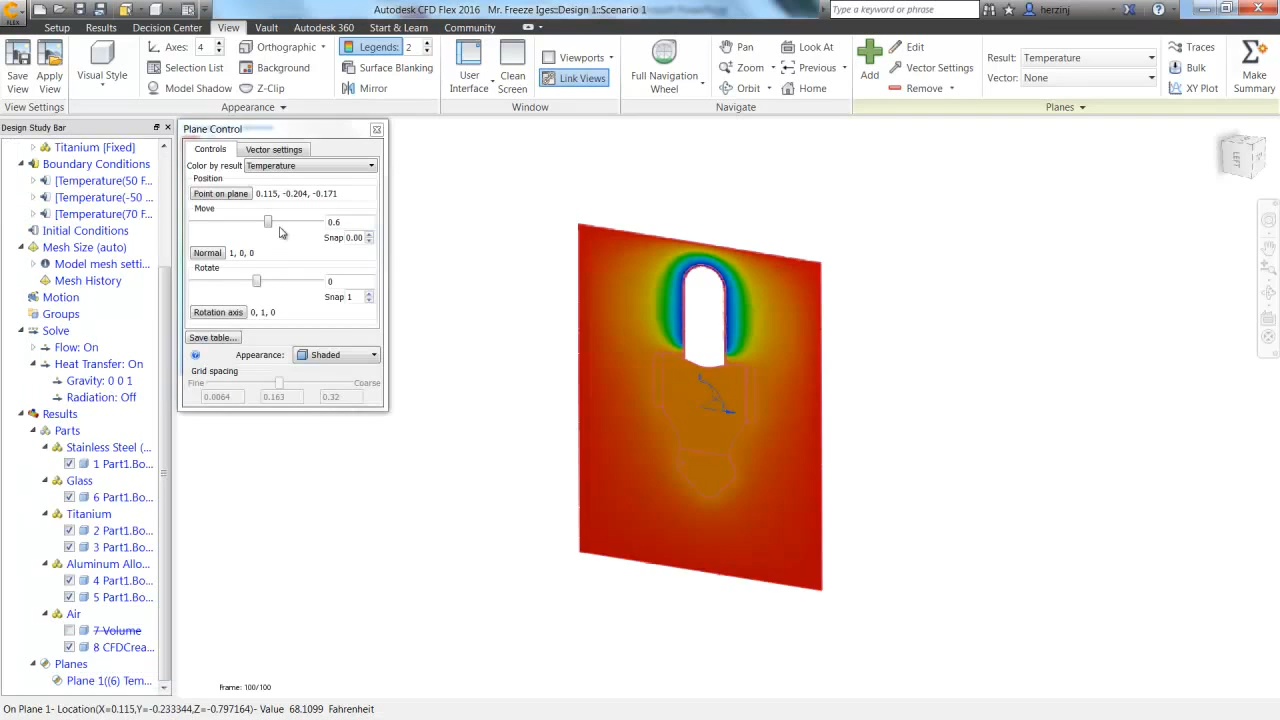 Autodesk CFD Flex 2016 Mr. Freeze Iges::Design 1::Scenario 1
Type a keyword or phrase
herzinj
FLEX
Setup Results Decision Center View Vault Autodesk 360 Start & Learn Community
Save View
Apply View
View Settings
Visual Style
Axes: 4
Selection List
Model Shadow
Orthographic
Background
Z-Clip
Legends: 2
Surface Blanking
Mirror
Appearance
User Interface
Clean Screen
Viewports
Link Views
Window
Full Navigation Wheel
Pan
Zoom
Orbit
Look At
Previous
Home
Navigate
Add
Edit
Vector Settings
Remove
Result: Temperature
Vector: None
Traces
Bulk
XY Plot
Make Summary
Planes
Design Study Bar
Titanium [Fixed]
Boundary Conditions
[Temperature(50 F...
[Temperature(-50 ...
[Temperature(70 F...
Initial Conditions
Mesh Size (auto)
Model mesh setti...
Mesh History
Motion
Groups
Solve
Flow: On
Heat Transfer: On
Gravity: 0 0 1
Radiation: Off
Results
Parts
Stainless Steel (...
1 Part1.Bo...
Glass
6 Part1.Bo...
Titanium
2 Part1.Bo...
3 Part1.Bo...
Aluminum Allo...
4 Part1.Bo...
5 Part1.Bo...
Air
7 Volume
8 CFDCrea...
Planes
Plane 1((6) Tem...
Plane Control
Controls Vector settings
Color by result Temperature
Position
Point on plane 0.115, -0.204, -0.171
Move
0.6
Snap 0.00
Normal 1, 0, 0
Rotate
0
Snap 1
Rotation axis 0, 1, 0
Save table...
Appearance: Shaded
Grid spacing
Fine Coarse
0.0064 0.163 0.32
Frame: 100/100
On Plane 1- Location(X=0.115,Y=-0.233344,Z=-0.797164)- Value 68.1099 Fahrenheit